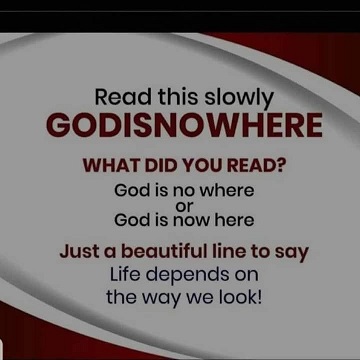 Read this slowly
GODISNOWHERE
WHAT DID YOU READ?
God is no where
or
God is now here
Just a beautiful line to say
Life depends on
the way we look!